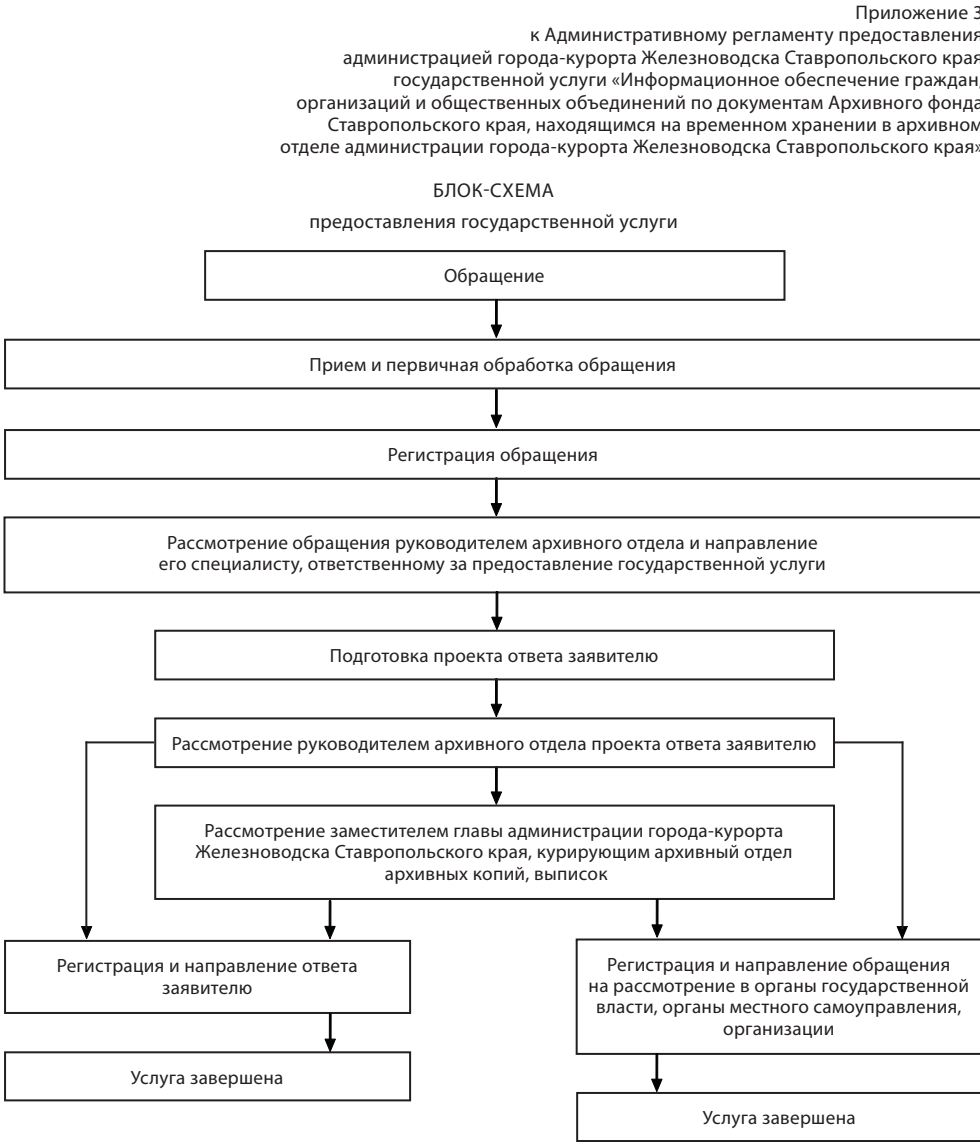 Приложение 3
к Административному регламенту предоставления
администрацией города-курорта Железноводска Ставропольского края
государственной услуги «Информационное обеспечение граждан,
организаций и общественных объединений по документам Архивного фонда
Ставропольского края, находящимся на временном хранении в архивном
отделе администрации города-курорта Железноводска Ставропольского края»
БЛОК-СХЕМА
предоставления государственной услуги
Обращение
Прием и первичная обработка обращения
Регистрация обращения
Рассмотрение обращения руководителем архивного отдела и направление
его специалисту, ответственному за предоставление государственной услуги
Подготовка проекта ответа заявителю
Рассмотрение руководителем архивного отдела проекта ответа заявителю
Рассмотрение заместителем главы администрации города-курорта
Железноводска Ставропольского края, курирующим архивный отдел
архивных копий, выписок
Регистрация и направление ответа
заявителю
Регистрация и направление обращения
на рассмотрение в органы государственной
власти, органы местного самоуправления,
организации
Услуга завершена
Услуга завершена